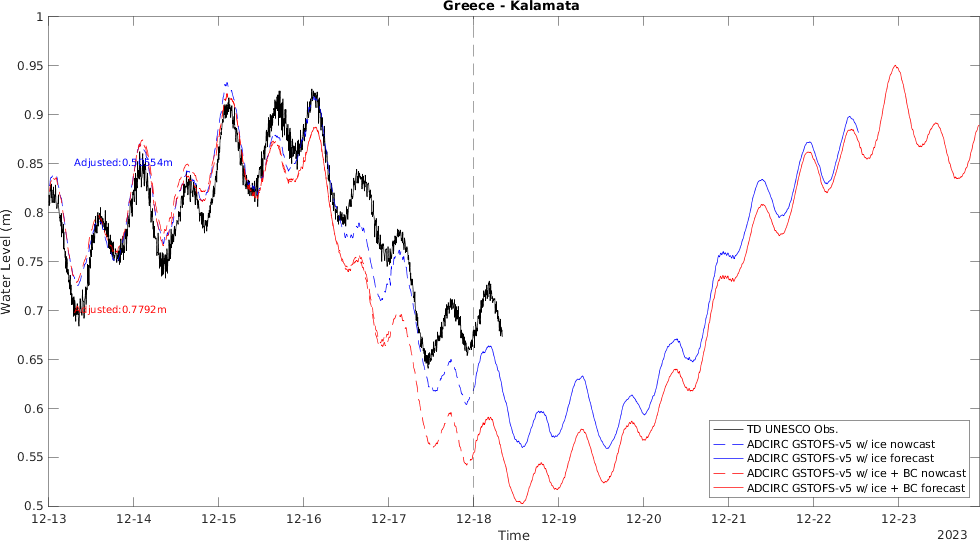 Greece - Kalamata
1
0.95
0.9
0.85
0.8
0.75
0.7
0.65
0.6
0.55
0.5
Water Level (m)
Adjusted:0.7792m
TD UNESCO Obs.
ADCIRC GSTOFS-v5 w/ ice nowcast
ADCIRC GSTOFS-v5 w/ ice forecast
ADCIRC GSTOFS-v5 w/ ice + BC nowcast
ADCIRC GSTOFS-v5 w/ ice + BC forecast
12-13 12-14 12-15 12-16 12-17 12-18 12-19 12-20 12-21 12-22 12-23
Time
2023